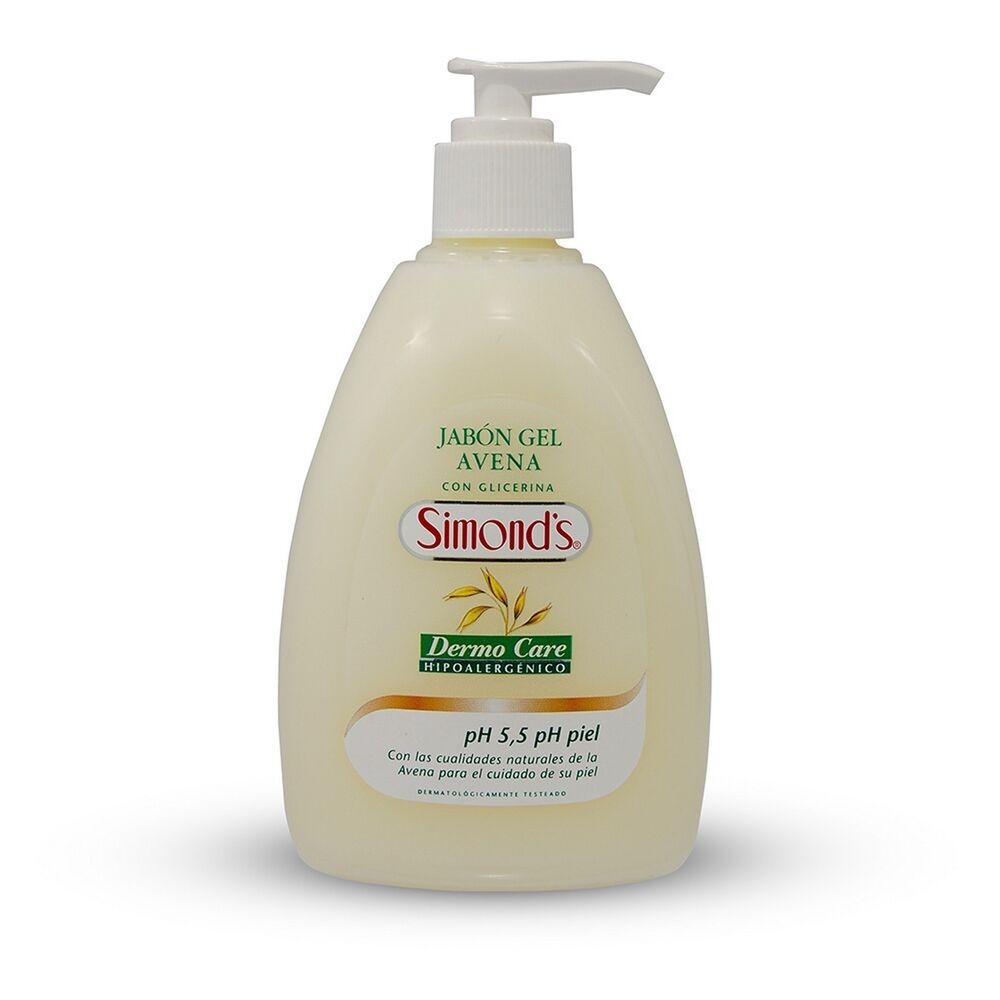 JABÓN GEL
AVENA
CON GLICERINA
Simond's®
Dermo Care
HIPOALERGÉNICO
pH 5,5 pH piel
Con las cualidades naturales de la
Avena para el cuidado de su piel
DERMATOLÓGICAMENTE TESTEADO